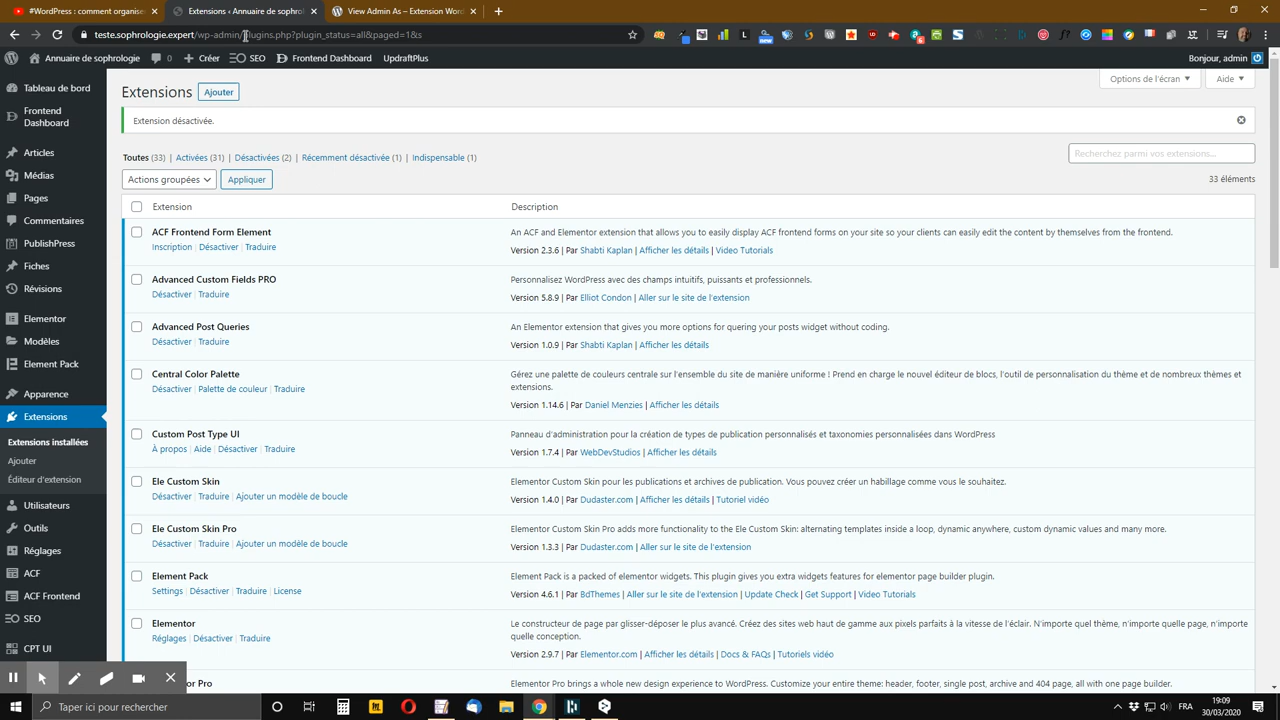 #WordPress : comment organise
Extensions ‹ Annuaire de sophrol
View Admin As – Extension Word
teste.sophrologie.expert/wp-admin/plugins.php?plugin_status=all&paged=1&s
Annuaire de sophrologie
0
Créer
SEO
Frontend Dashboard
UpdraftPlus
Bonjour, admin
Options de l'écran
Aide
Tableau de bord
Frontend Dashboard
Articles
Médias
Pages
Commentaires
PublishPress
Fiches
Révisions
Elementor
Modèles
Element Pack
Apparence
Extensions
Extensions installées
Ajouter
Éditeur d'extension
Utilisateurs
Outils
Réglages
ACF
ACF Frontend
SEO
CPT UI
Extensions Ajouter
Extension désactivée.
Toutes (33) | Activées (31) | Désactivées (2) | Récemment désactivée (1) | Indispensable (1)
Recherchez parmi vos extensions...
Actions groupées Appliquer
33 éléments
Extension Description
ACF Frontend Form Element
Inscription | Désactiver | Traduire
An ACF and Elementor extension that allows you to easily display ACF frontend forms on your site so your clients can easily edit the content by themselves from the frontend.
Version 2.3.6 | Par Shabti Kaplan | Afficher les détails | Video Tutorials
Advanced Custom Fields PRO
Désactiver | Traduire
Personnalisez WordPress avec des champs intuitifs, puissants et professionnels.
Version 5.8.9 | Par Elliot Condon | Aller sur le site de l'extension
Advanced Post Queries
Désactiver | Traduire
An Elementor extension that gives you more options for quering your posts widget without coding.
Version 1.0.9 | Par Shabti Kaplan | Afficher les détails
Central Color Palette
Désactiver | Palette de couleur | Traduire
Gérez une palette de couleurs centrale sur l'ensemble du site de manière uniforme ! Prend en charge le nouvel éditeur de blocs, l'outil de personnalisation du thème et de nombreux thèmes et
extensions.
Version 1.14.6 | Par Daniel Menzies | Afficher les détails
Custom Post Type UI
À propos | Aide | Désactiver | Traduire
Panneau d'administration pour la création de types de publication personnalisés et taxonomies personnalisées dans WordPress
Version 1.7.4 | Par WebDevStudios | Afficher les détails
Ele Custom Skin
Désactiver | Traduire | Ajouter un modèle de boucle
Elementor Custom Skin pour les publications et archives de publication. Vous pouvez créer un habillage comme vous le souhaitez.
Version 1.4.0 | Par Dudaster.com | Afficher les détails | Tutoriel vidéo
Ele Custom Skin Pro
Désactiver | Traduire | Ajouter un modèle de boucle
Elementor Custom Skin Pro adds more functionality to the Ele Custom Skin: alternating templates inside a loop, dynamic anywhere, custom dynamic values and many more.
Version 1.3.3 | Par Dudaster.com | Aller sur le site de l'extension
Element Pack
Settings | Désactiver | Traduire | License
Element Pack is a packed of elementor widgets. This plugin gives you extra widgets features for elementor page builder plugin.
Version 4.6.1 | Par BdThemes | Aller sur le site de l'extension | Update Check | Get Support | Video Tutorials
Elementor
Réglages | Désactiver | Traduire
Le constructeur de page par glisser-déposer le plus avancé. Créez des sites web haut de gamme aux pixels parfaits à la vitesse de l'éclair. N'importe quel thème, n'importe quelle page, n'importe
quelle conception.
Version 2.9.7 | Par Elementor.com | Afficher les détails | Docs & FAQs | Tutoriels vidéo
or Pro
Elementor Pro brings a whole new design experience to WordPress. Customize your entire theme: header, footer, single post, archive and 404 page, all with one page builder.
Taper ici pour rechercher
FRA
19:09
30/03/2020